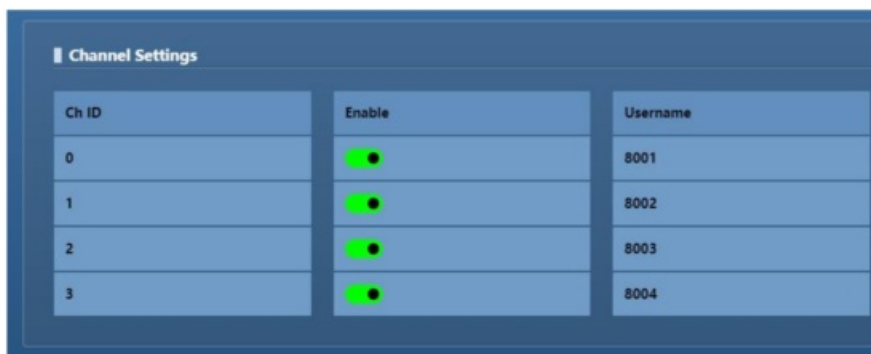 Channel Settings
Ch ID Enable Username
0 8001
1 8002
2 8003
3 8004